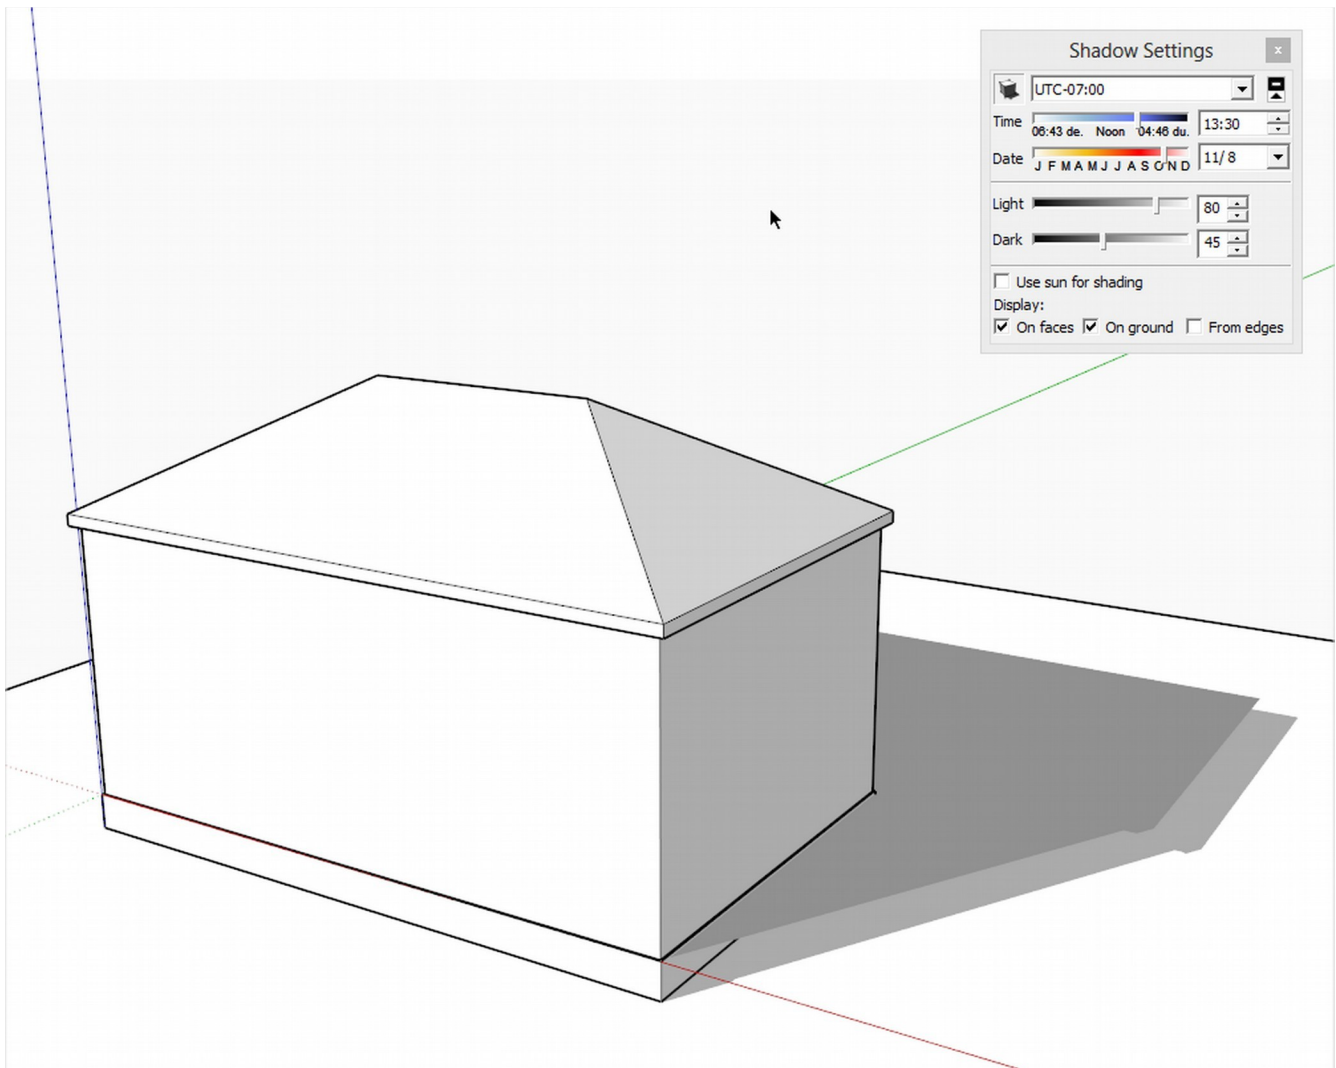 Shadow Settings
x
UTC-07:00
Time
06:43 de. Noon 04:46 du.
13:30
Date
J F M A M J J A S O N D
11/ 8
Light
80
Dark
45
Use sun for shading
Display:
On faces On ground From edges